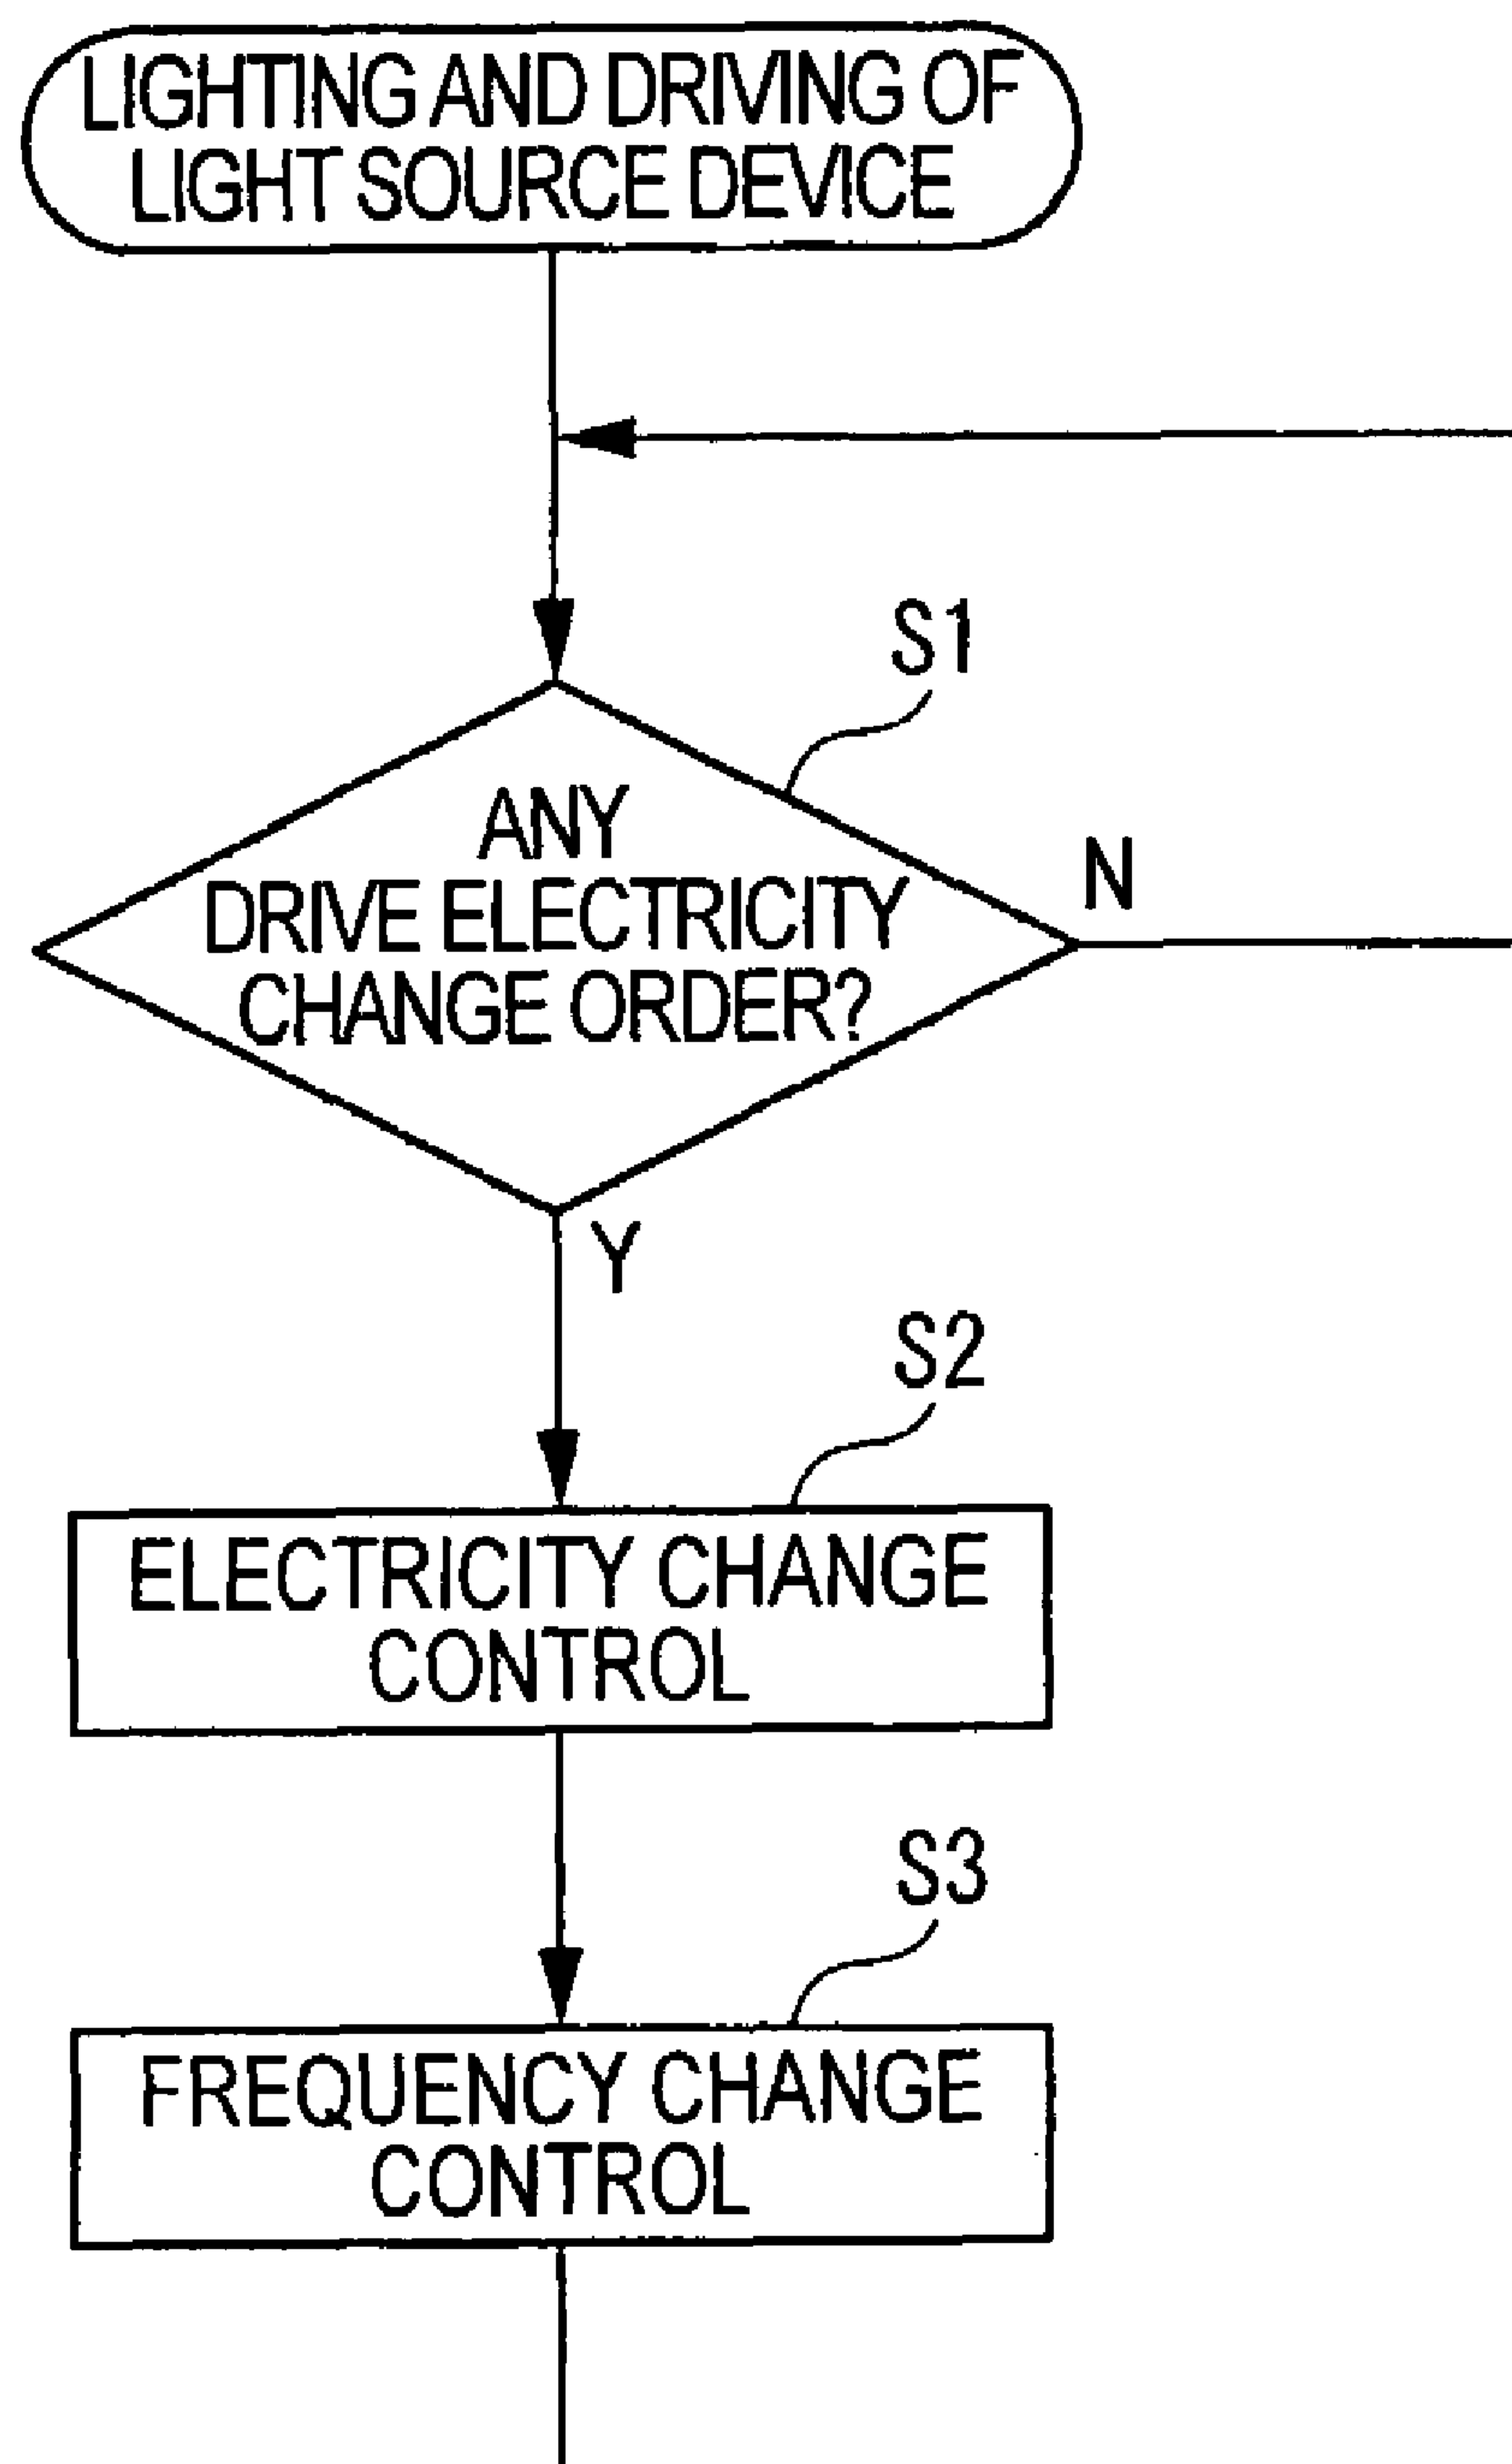 LIGHTING AND DRIVING OF
LIGHT SOURCE DEVICE
S1
ANY
DRIVE ELECTRICITY
CHANGE ORDER?
N
Y
S2
ELECTRICITY CHANGE
CONTROL
S3
FREQUENCY CHANGE
CONTROL